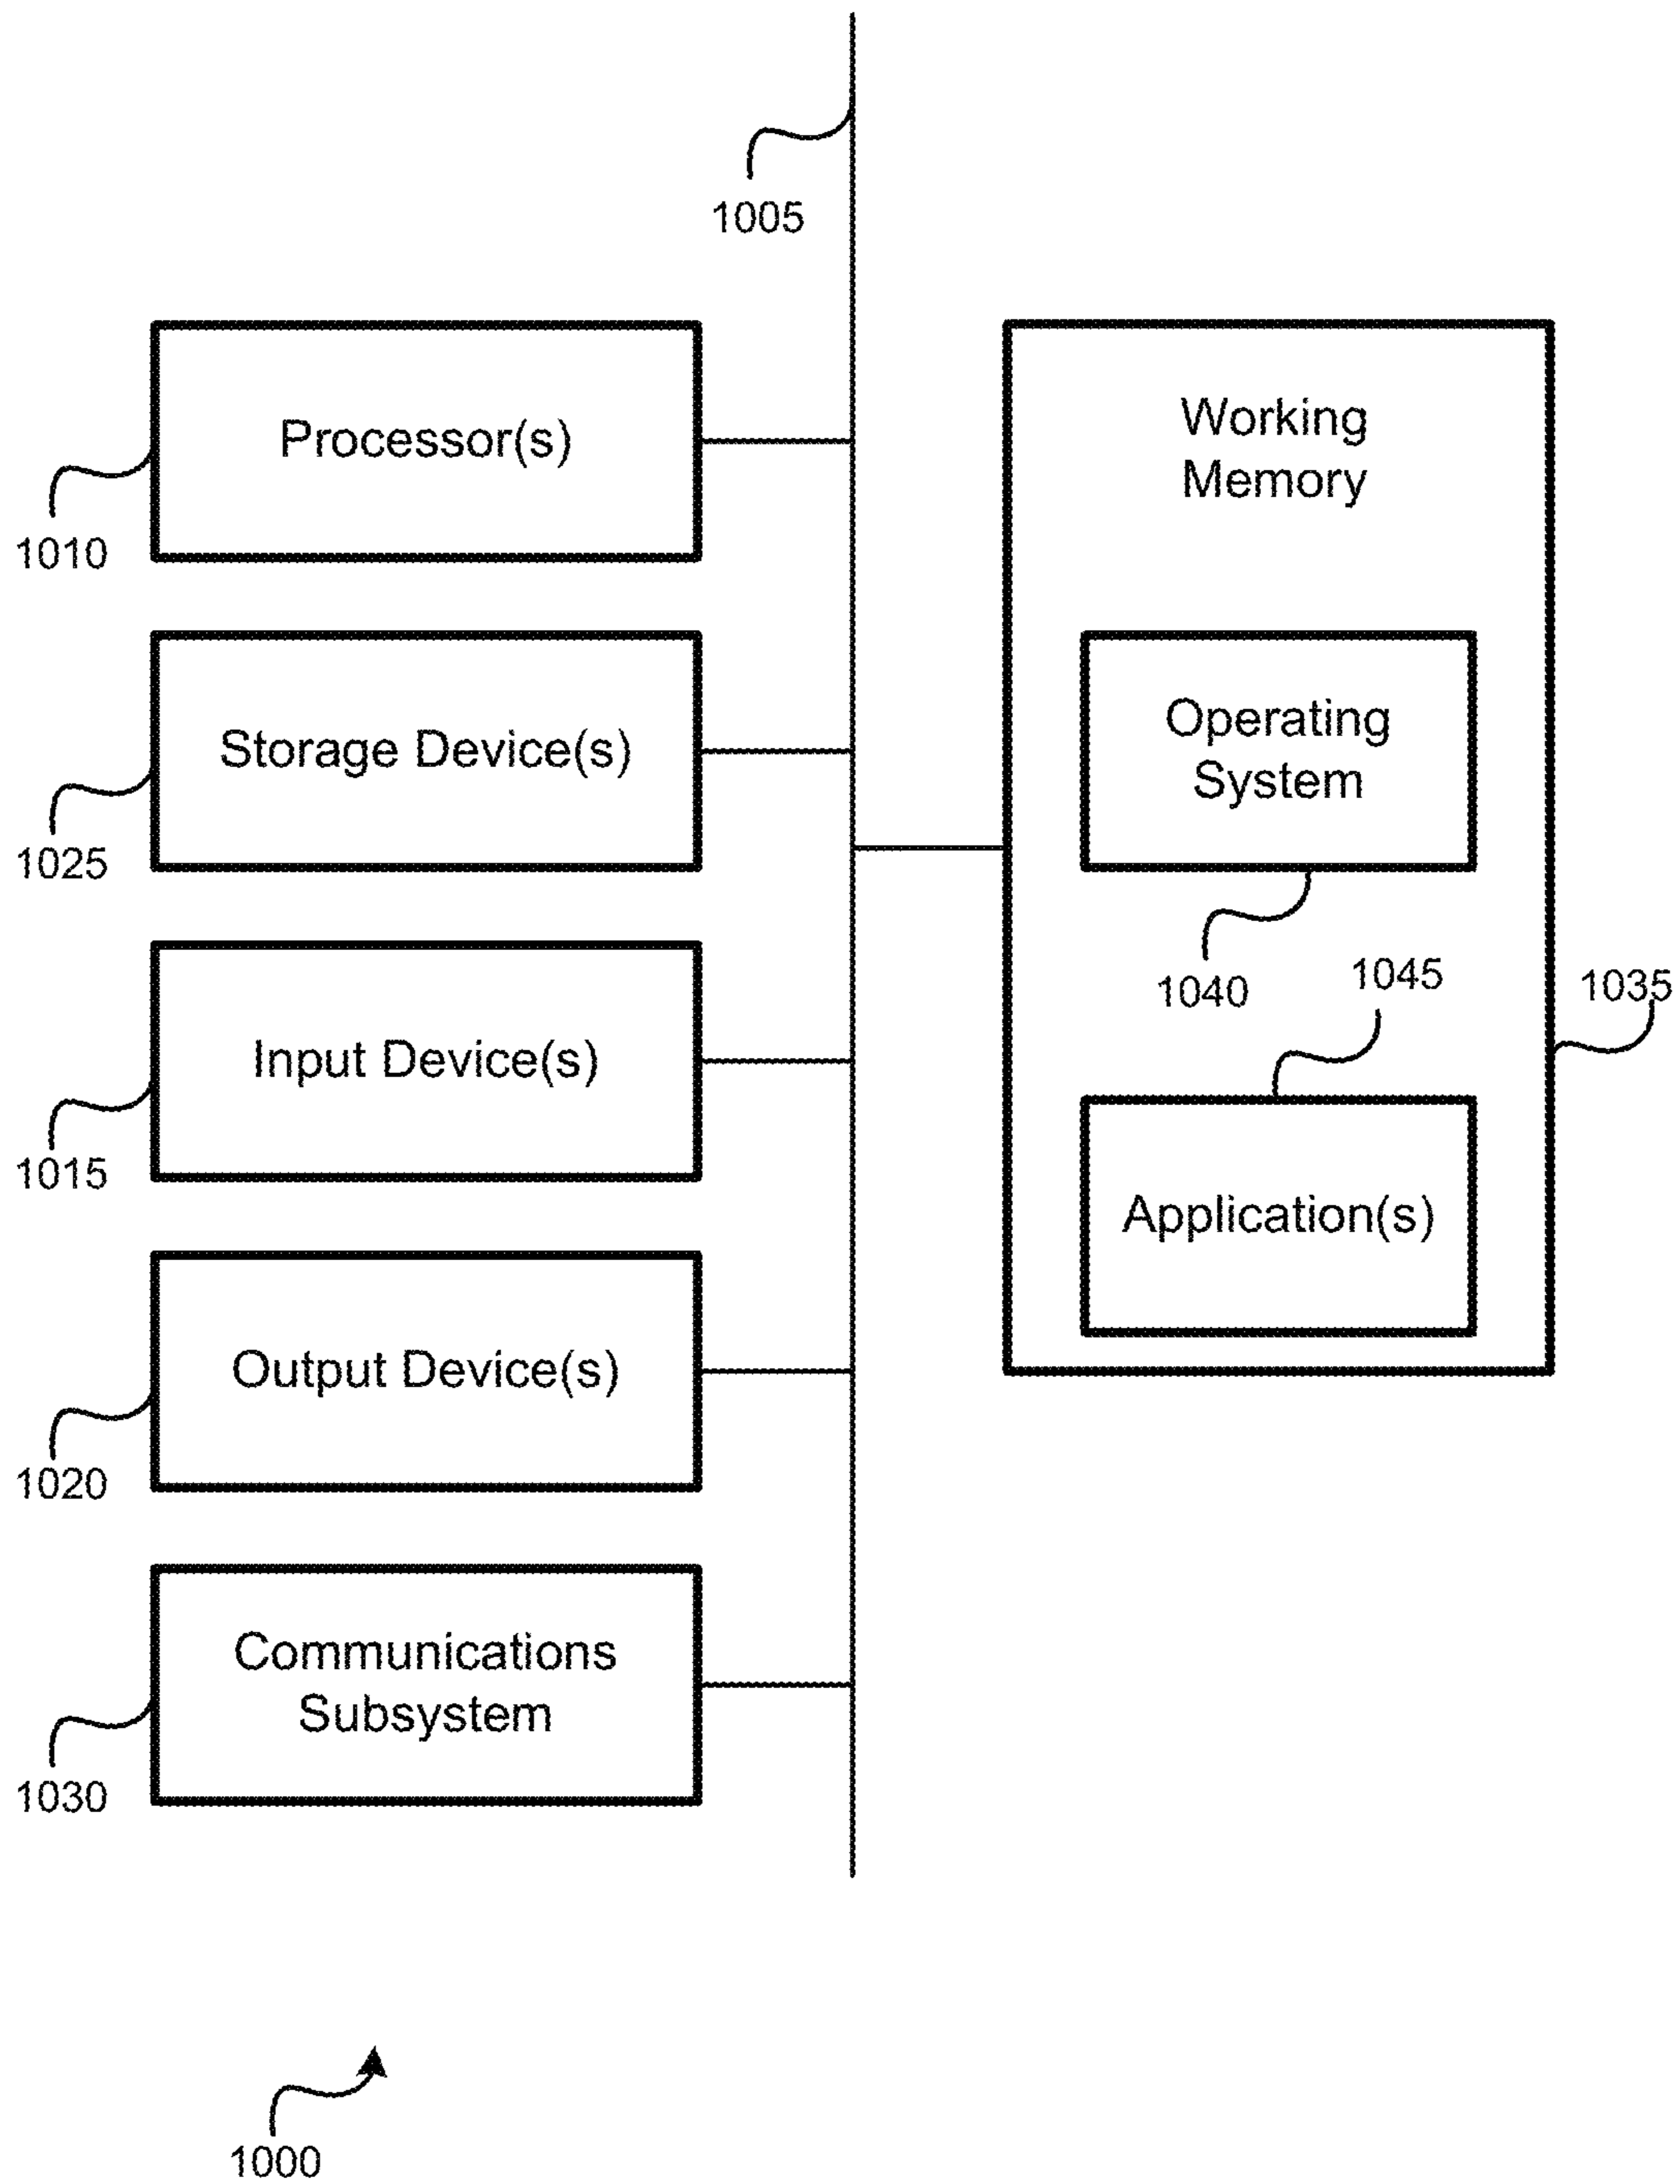 1005
Processor(s)
1010
Storage Device(s)
1025
Input Device(s)
1015
Output Device(s)
1020
Communications
Subsystem
1030
Working
Memory
Operating
System
1040
1045
1035
Application(s)
1000